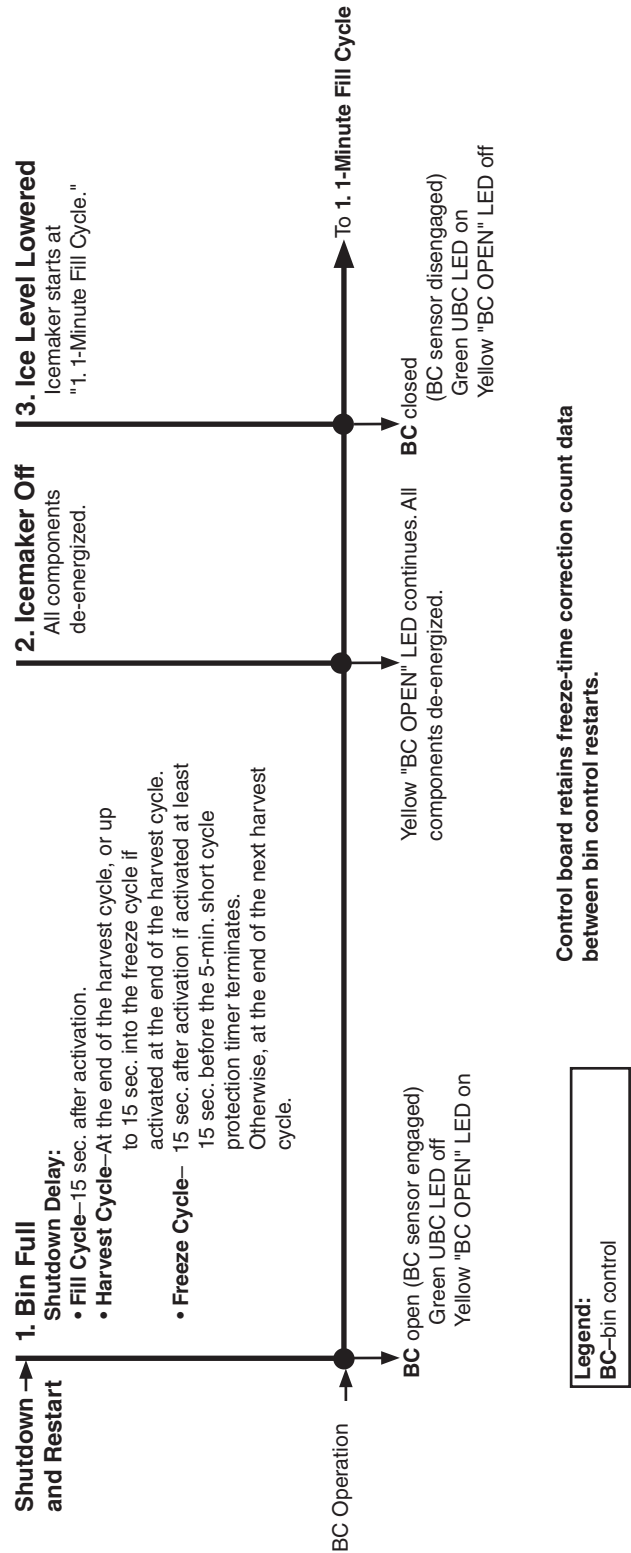 Shutdown
and Restart
1. Bin Full
Shutdown Delay:
• Fill Cycle–15 sec. after activation.
• Harvest Cycle–At the end of the harvest cycle, or up
to 15 sec. into the freeze cycle if
activated at the end of the harvest cycle.
• Freeze Cycle– 15 sec. after activation if activated at least
15 sec. before the 5-min. short cycle
protection timer terminates.
Otherwise, at the end of the next harvest
cycle.
2. Icemaker Off
All components
de-energized.
3. Ice Level Lowered
Icemaker starts at
"1. 1-Minute Fill Cycle."
BC Operation
To 1. 1-Minute Fill Cycle
BC open (BC sensor engaged)
Green UBC LED off
Yellow "BC OPEN" LED on
Yellow "BC OPEN" LED continues. All
components de-energized.
BC closed
(BC sensor disengaged)
Green UBC LED on
Yellow "BC OPEN" LED off
Legend:
BC–bin control
Control board retains freeze-time correction count data
between bin control restarts.